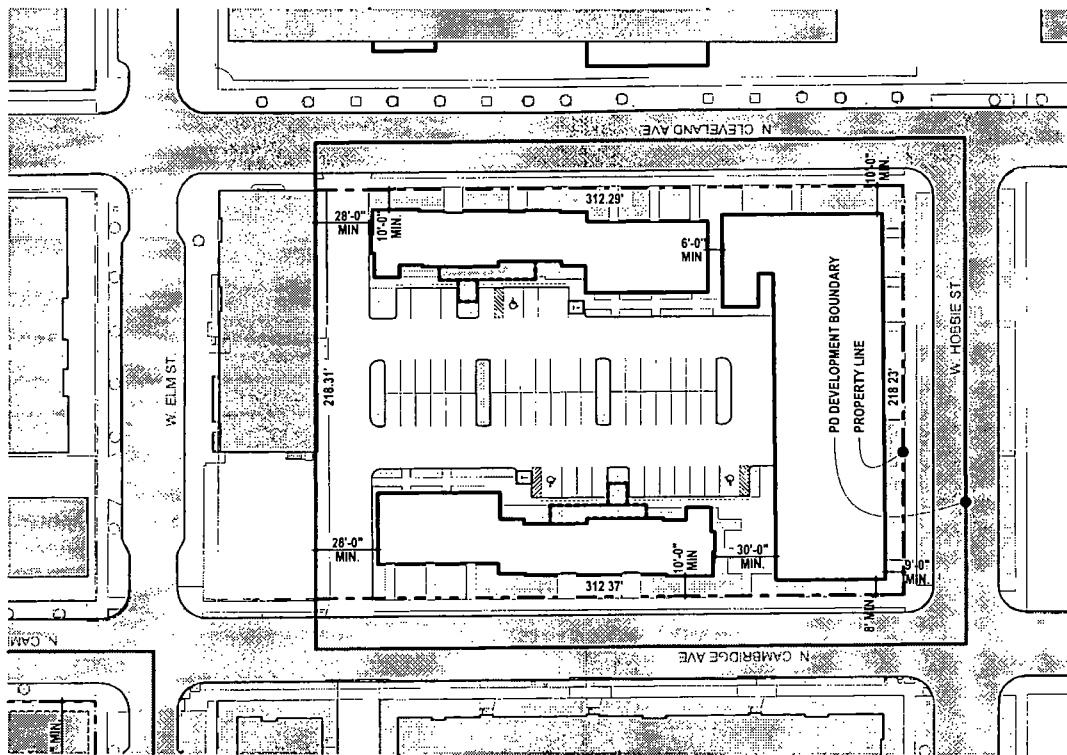 N CLEVELAND AVE
312.29'
28'-0"
MIN
10'-0"
MIN.
10'-0"
MIN.
6'-0"
MIN
W. ELM ST.
218.31'
PD DEVELOPMENT BOUNDARY
PROPERTY LINE
218.23'
W. HOBBIE ST.
28'-0"
MIN.
10'-0"
MIN
30'-0"
MIN.
312 37'
8' MIN
9'-0"
MIN.
N. CAM
N. CAMBRIDGE AVE
MIN.